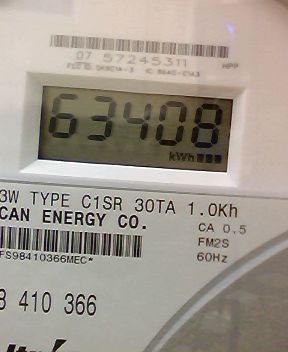 07 57245311 HPP
63408
kWh
3W TYPE C1SR 30TA 1.0Kh
CAN ENERGY CO. CA 0.5
FM2S
FS98410366MEC* 60Hz
8 410 366